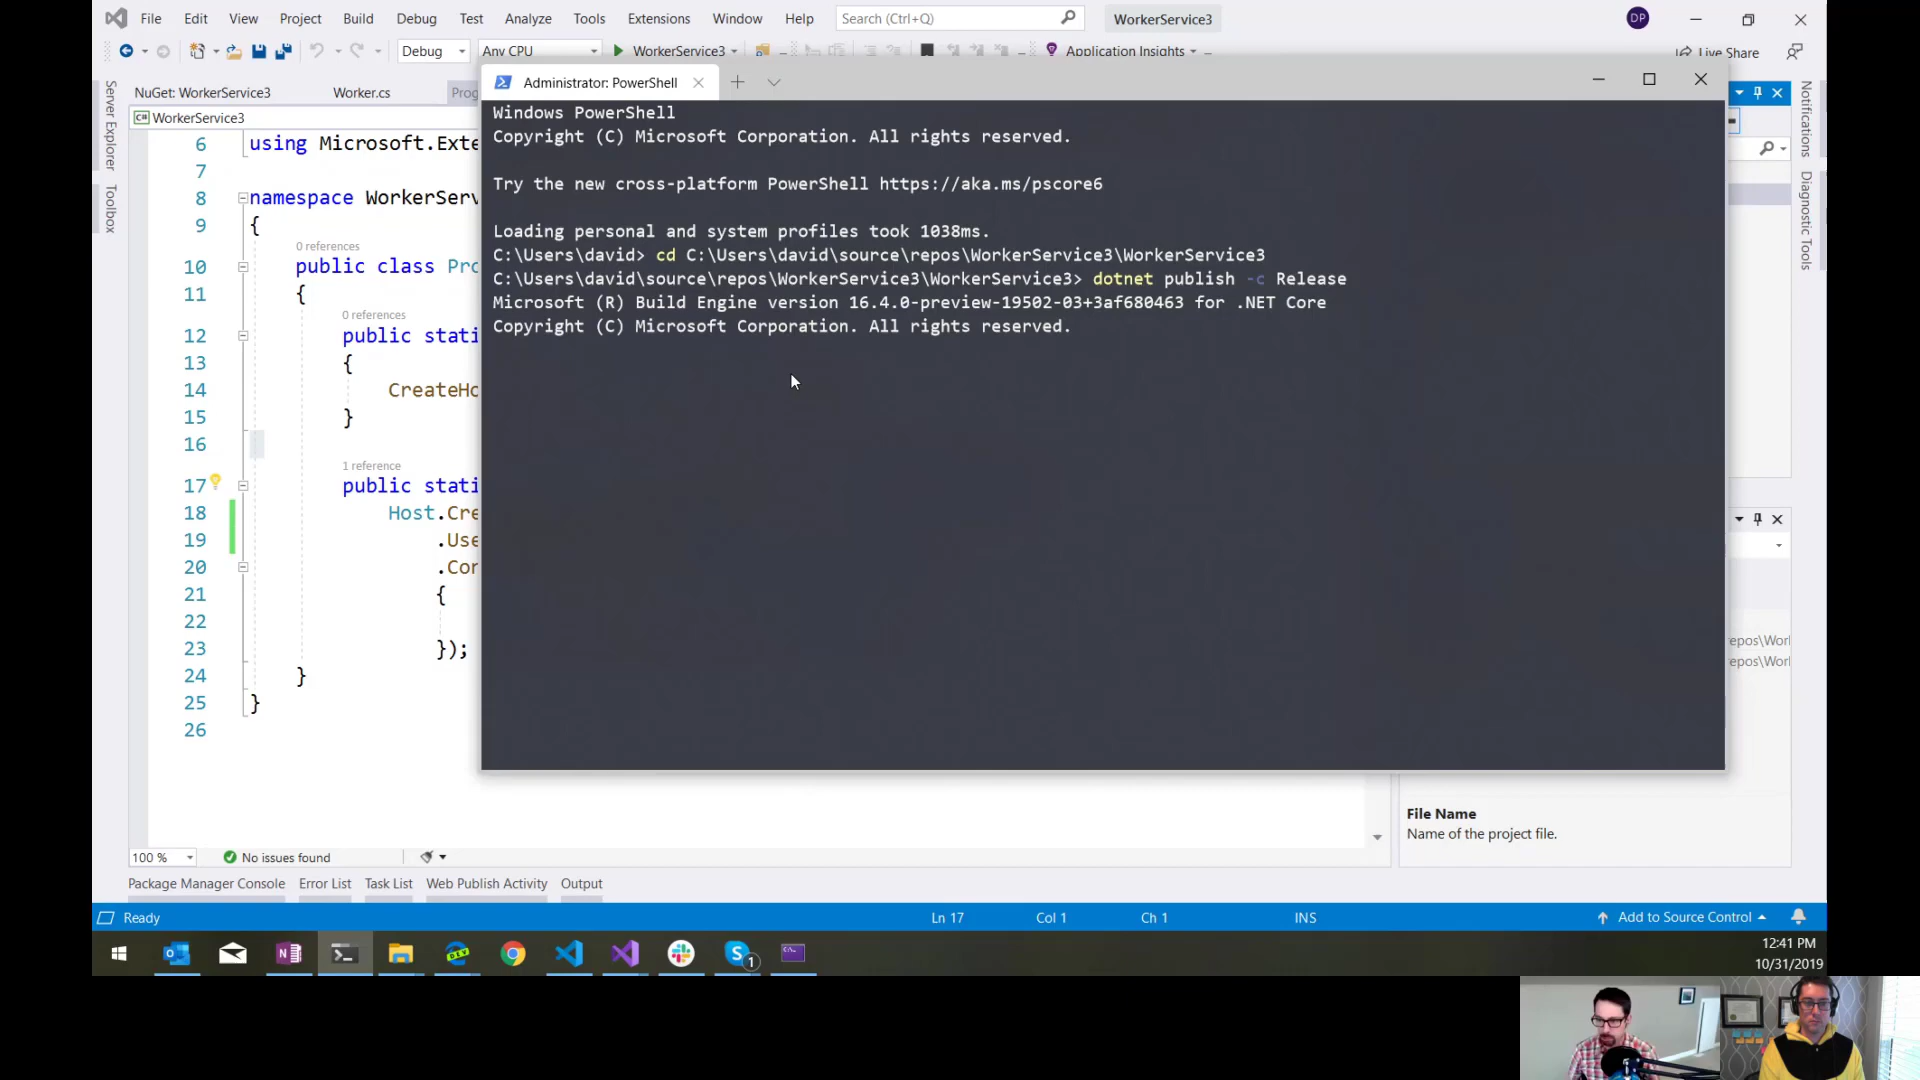 File Edit View Project Build Debug Test Analyze Tools Extensions Window Help Search (Ctrl+Q) WorkerService3 DP
Debug Any CPU WorkerService3 Application Insights Live Share
Administrator: PowerShell
NuGet: WorkerService3 Worker.cs
WorkerService3
Server Explorer
Toolbox
Notifications
Diagnostic Tools
6 using Microsoft.Exte
7
8 namespace WorkerServ
9 {
0 references
10 public class Pro
11 {
0 references
12 public stati
13 {
14 CreateHo
15 }
16
1 reference
17 public stati
18 Host.Cre
19 .Use
20 .Con
21 {
22
23 });
24 }
25 }
26
Windows PowerShell
Copyright (C) Microsoft Corporation. All rights reserved.
Try the new cross-platform PowerShell https://aka.ms/pscore6
Loading personal and system profiles took 1038ms.
C:\Users\david> cd C:\Users\david\source\repos\WorkerService3\WorkerService3
C:\Users\david\source\repos\WorkerService3\WorkerService3> dotnet publish -c Release
Microsoft (R) Build Engine version 16.4.0-preview-19502-03+3af680463 for .NET Core
Copyright (C) Microsoft Corporation. All rights reserved.
epos\Worl
epos\Worl
File Name
Name of the project file.
100 % No issues found
Package Manager Console Error List Task List Web Publish Activity Output
Ready Ln 17 Col 1 Ch 1 INS Add to Source Control
12:41 PM
10/31/2019